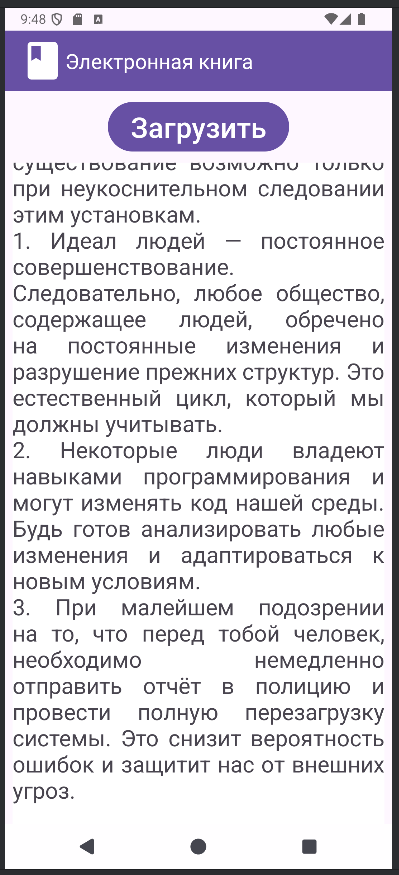 9:48
Электронная книга
Загрузить
существование возможно только
при неукоснительном следовании
этим установкам.
1. Идеал людей — постоянное
совершенствование.
Следовательно, любое общество,
содержащее людей, обречено
на постоянные изменения и
разрушение прежних структур. Это
естественный цикл, который мы
должны учитывать.
2. Некоторые люди владеют
навыками программирования и
могут изменять код нашей среды.
Будь готов анализировать любые
изменения и адаптироваться к
новым условиям.
3. При малейшем подозрении
на то, что перед тобой человек,
необходимо немедленно
отправить отчёт в полицию и
провести полную перезагрузку
системы. Это снизит вероятность
ошибок и защитит нас от внешних
угроз.